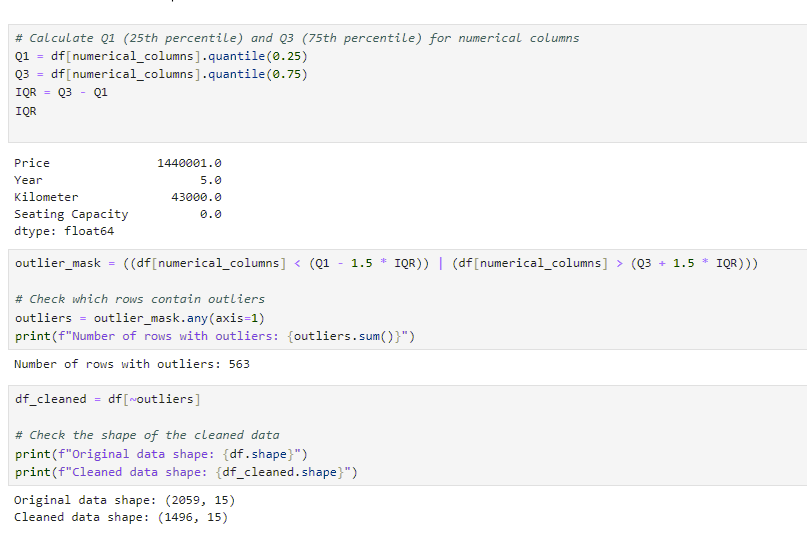 # Calculate Q1 (25th percentile) and Q3 (75th percentile) for numerical columns
Q1 = df[numerical_columns].quantile(0.25)
Q3 = df[numerical_columns].quantile(0.75)
IQR = Q3 - Q1
IQR
Price 1440001.0
Year 5.0
Kilometer 43000.0
Seating Capacity 0.0
dtype: float64
outlier_mask = ((df[numerical_columns] < (Q1 - 1.5 * IQR)) | (df[numerical_columns] > (Q3 + 1.5 * IQR)))
# Check which rows contain outliers
outliers = outlier_mask.any(axis=1)
print(f"Number of rows with outliers: {outliers.sum()}")
Number of rows with outliers: 563
df_cleaned = df[~outliers]
# Check the shape of the cleaned data
print(f"Original data shape: {df.shape}")
print(f"Cleaned data shape: {df_cleaned.shape}")
Original data shape: (2059, 15)
Cleaned data shape: (1496, 15)